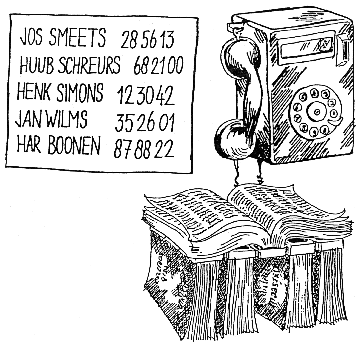 JOS SMEETS 28 56 13
HUUB SCHREURS 68 21 00
HENK SIMONS 12 30 42
JAN WILMS 35 26 01
HAR BOONEN 87 88 22